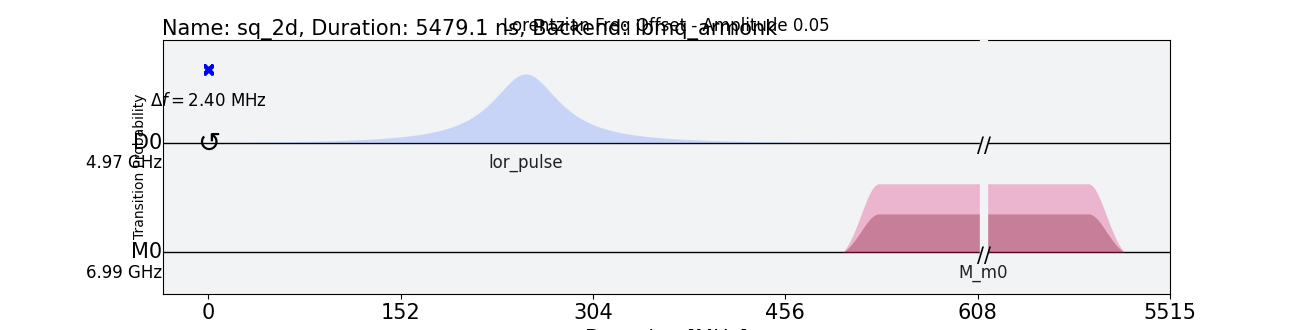 Name: sq_2d, Duration: 5479.1 ns, Backend: ibmq_armonk
Lorentzian Freq Offset - Amplitude 0.05
Δf = 2.40 MHz
Transition Probability
D0
4.97 GHz
lor_pulse
M0
6.99 GHz
M_m0
0 152 304 456 608 5515